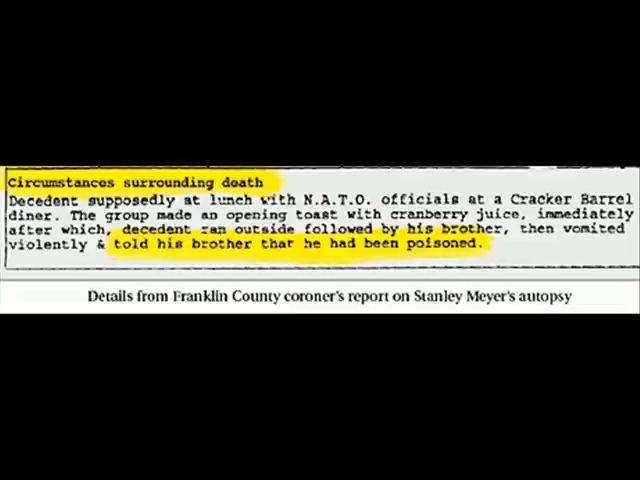 Circumstances surrounding death
Decedent supposedly at lunch with N.A.T.O. officials at a Cracker Barrel
diner. The group made an opening toast with cranberry juice, immediately
after which, decedent ran outside followed by his brother, then vomited
violently & told his brother that he had been poisoned.
Details from Franklin County coroner's report on Stanley Meyer's autopsy